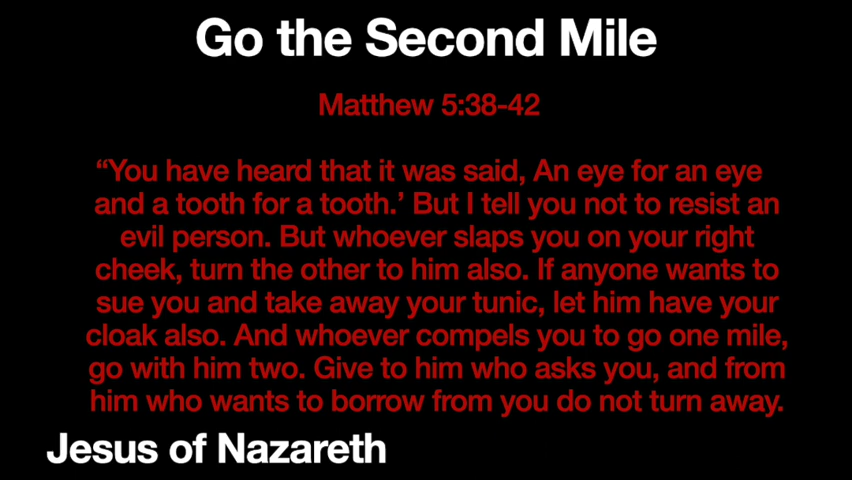 Go the Second Mile
Matthew 5:38-42
“You have heard that it was said, An eye for an eye
and a tooth for a tooth.’ But I tell you not to resist an
evil person. But whoever slaps you on your right
cheek, turn the other to him also. If anyone wants to
sue you and take away your tunic, let him have your
cloak also. And whoever compels you to go one mile,
go with him two. Give to him who asks you, and from
him who wants to borrow from you do not turn away.
Jesus of Nazareth